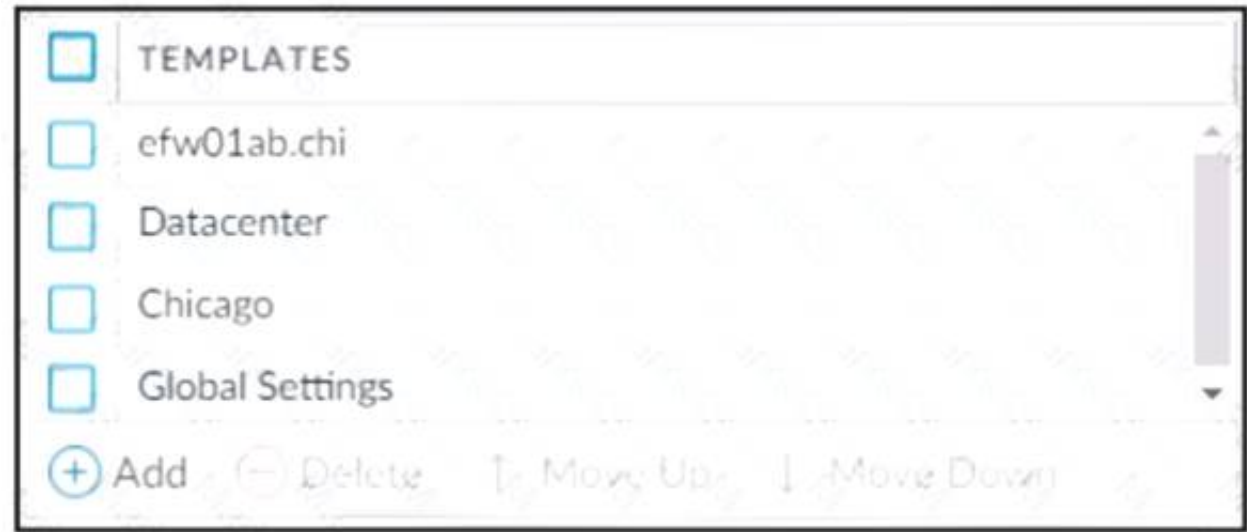 TEMPLATES
efw01ab.chi
Datacenter
Chicago
Global Settings
Add Delete Move Up Move Down